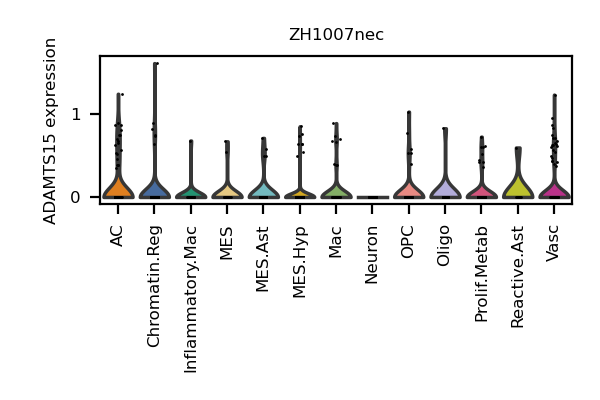 ZH1007nec
ADAMTS15 expression
1
0
AC
Chromatin.Reg
Inflammatory.Mac
MES
MES.Ast
MES.Hyp
Mac
Neuron
OPC
Oligo
Prolif.Metab
Reactive.Ast
Vasc